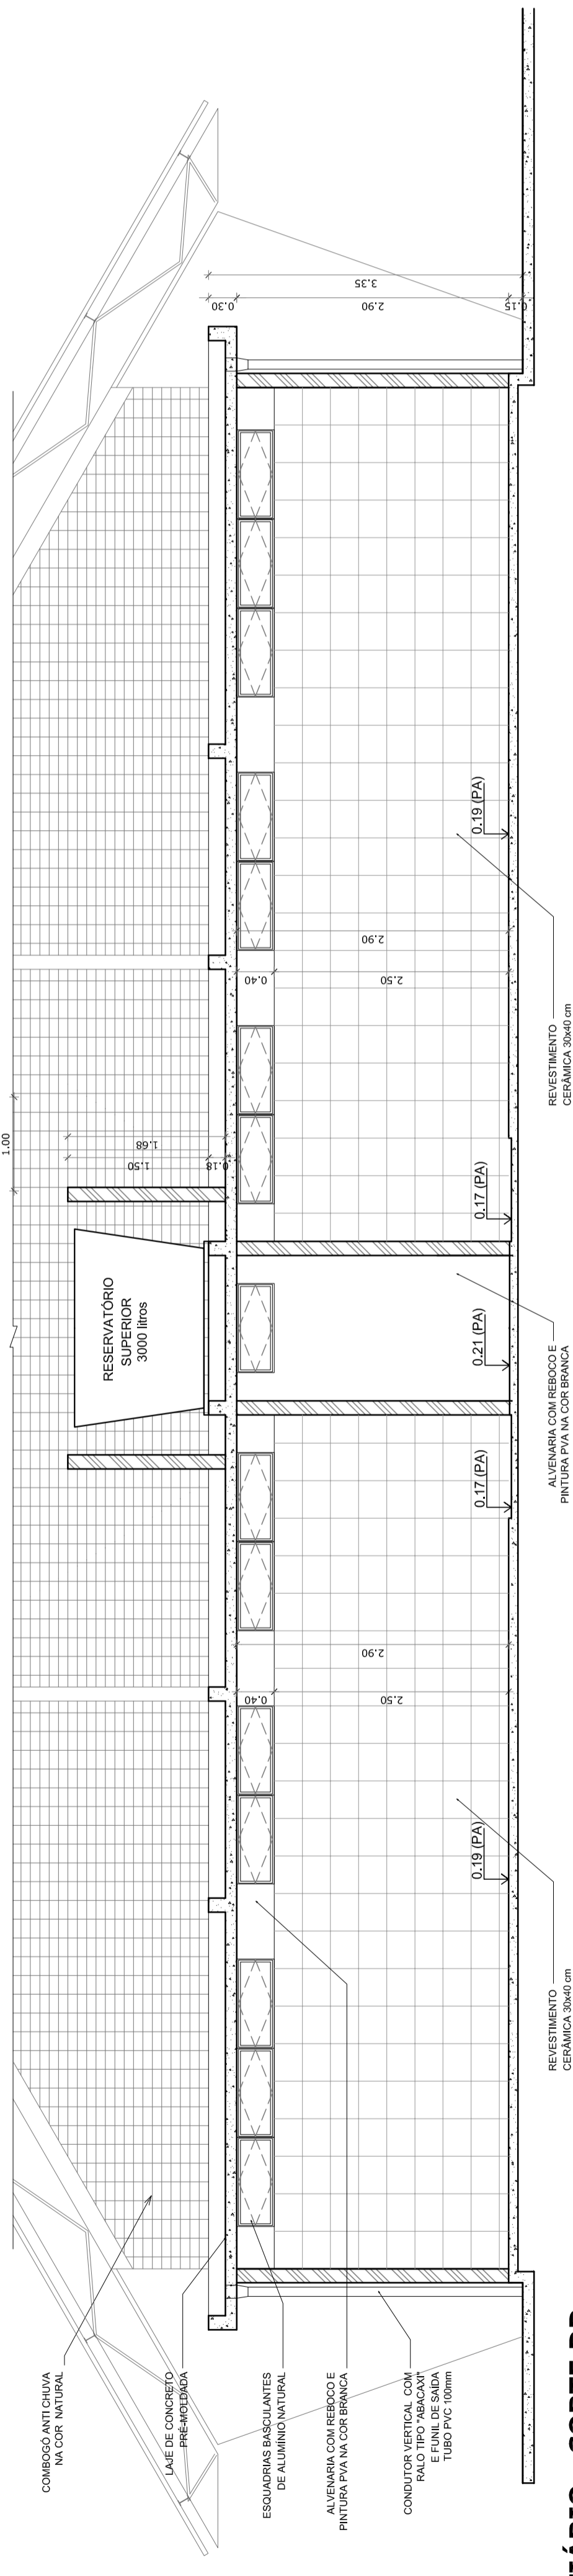 COMBOGÓ ANTI CHUVA
NA COR NATURAL
LAJE DE CONCRETO
PRÉ-MOLDADA
ESQUADRIAS BASCULANTES
DE ALUMÍNIO NATURAL
ALVENARIA COM REBOCO E
PINTURA PVA NA COR BRANCA
CONDUTOR VERTICAL COM
RALO TIPO "ABACAXI"
E FUNIL DE SAÍDA
TUBO PVC 100mm
RESERVATÓRIO
SUPERIOR
3000 litros
1.00
1.68
1.50
0.18
0.30
3.35
2.90
0.15
0.40
2.50
2.90
0.40
2.50
2.90
0.19 (PA)
0.17 (PA)
0.21 (PA)
0.17 (PA)
0.19 (PA)
REVESTIMENTO
CERÂMICA 30x40 cm
ALVENARIA COM REBOCO E
PINTURA PVA NA COR BRANCA
REVESTIMENTO
CERÂMICA 30x40 cm